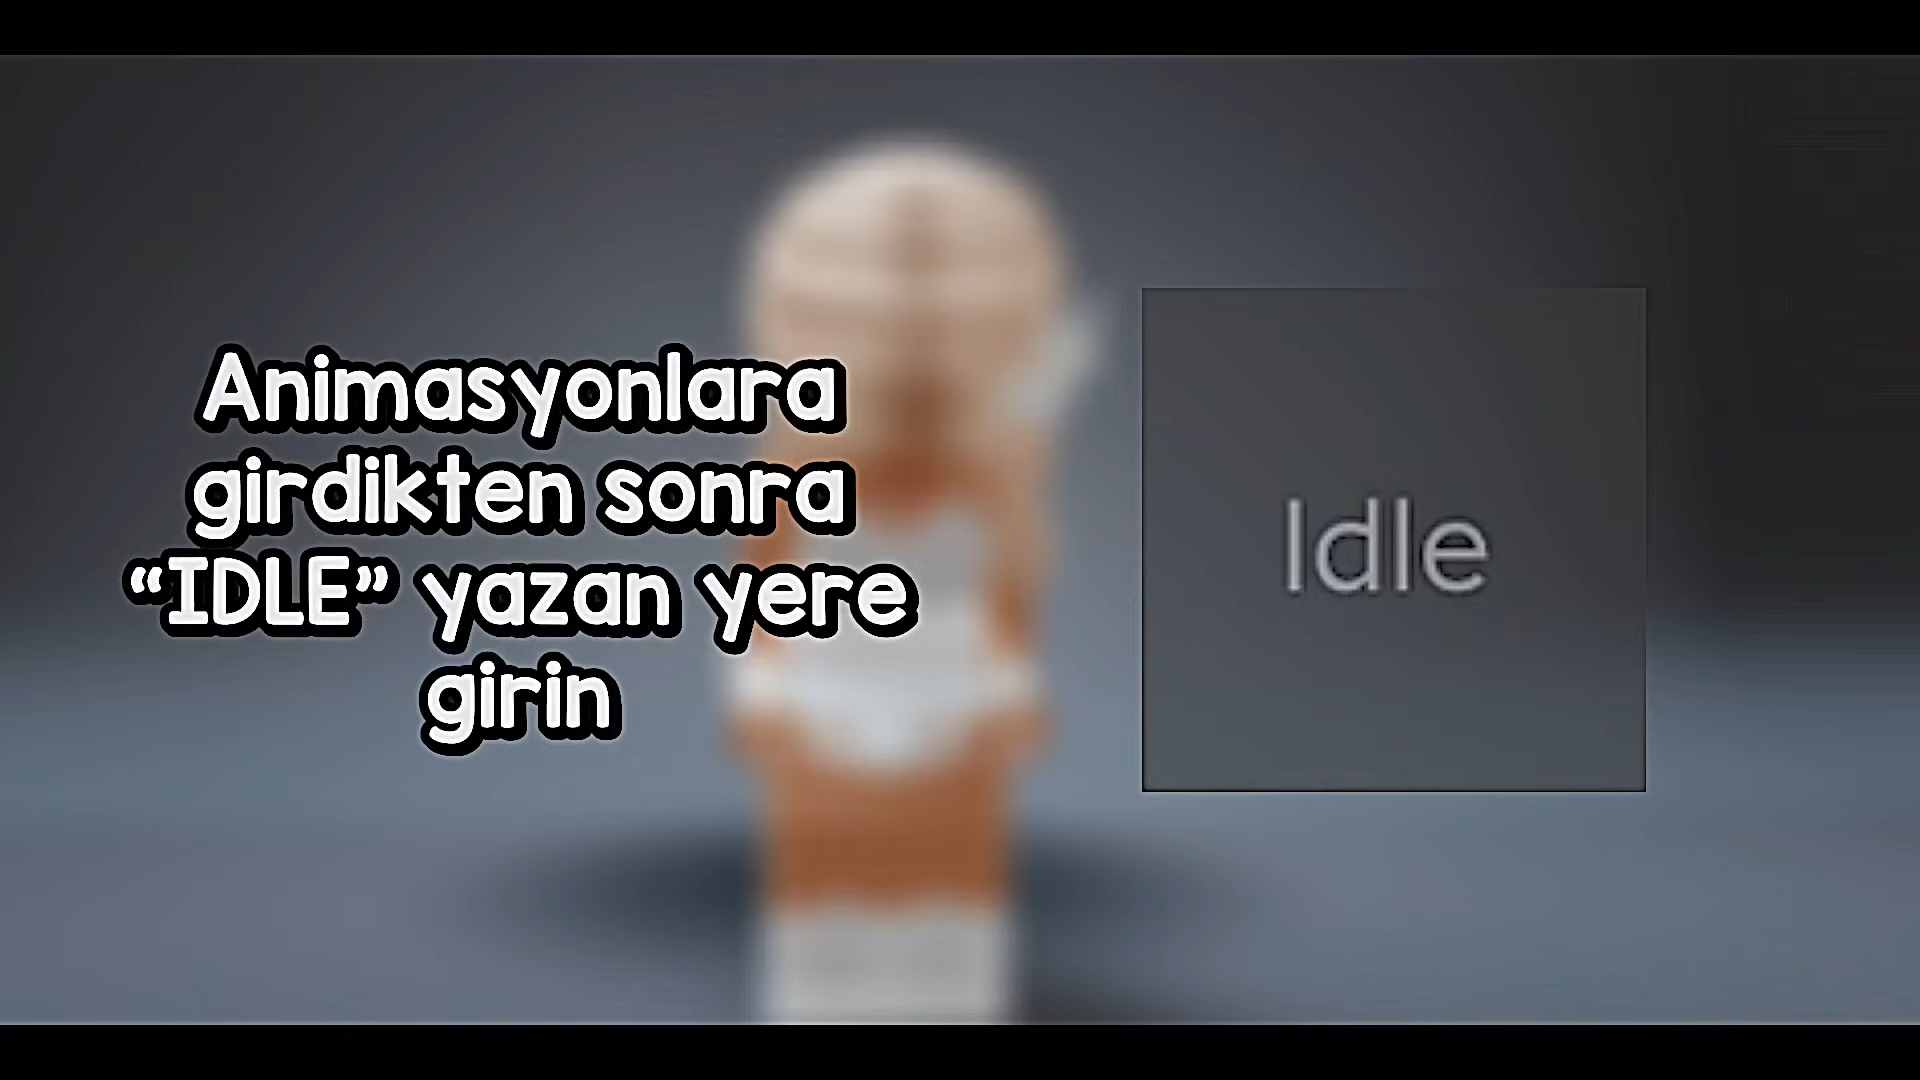 Animasyonlara
girdikten sonra
“IDLE” yazan yere
girin
Idle